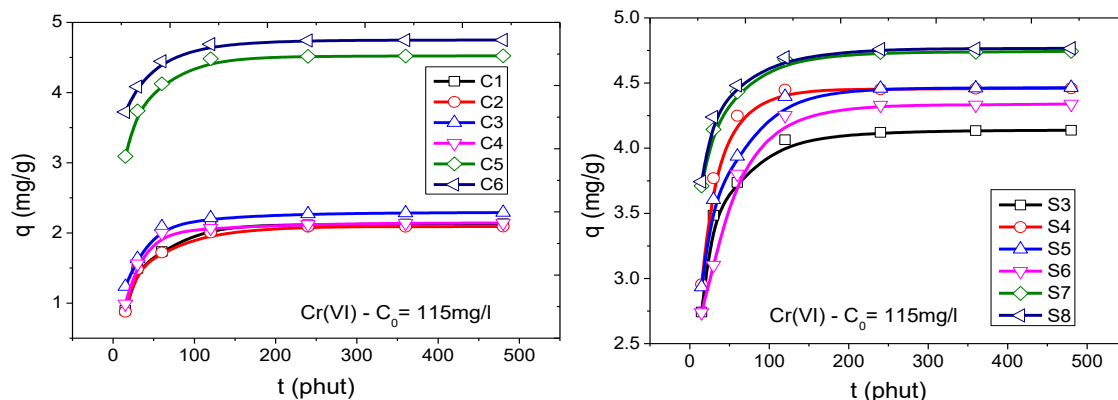 5
4
3
2
1
q (mg/g)
C1
C2
C3
C4
C5
C6
Cr(VI) - C₀= 115mg/l
0
100
200
300
400
500
t (phut)
5.0
4.5
4.0
3.5
3.0
2.5
q (mg/g)
S3
S4
S5
S6
S7
S8
Cr(VI) - C₀= 115mg/l
0
100
200
300
400
500
t (phut)